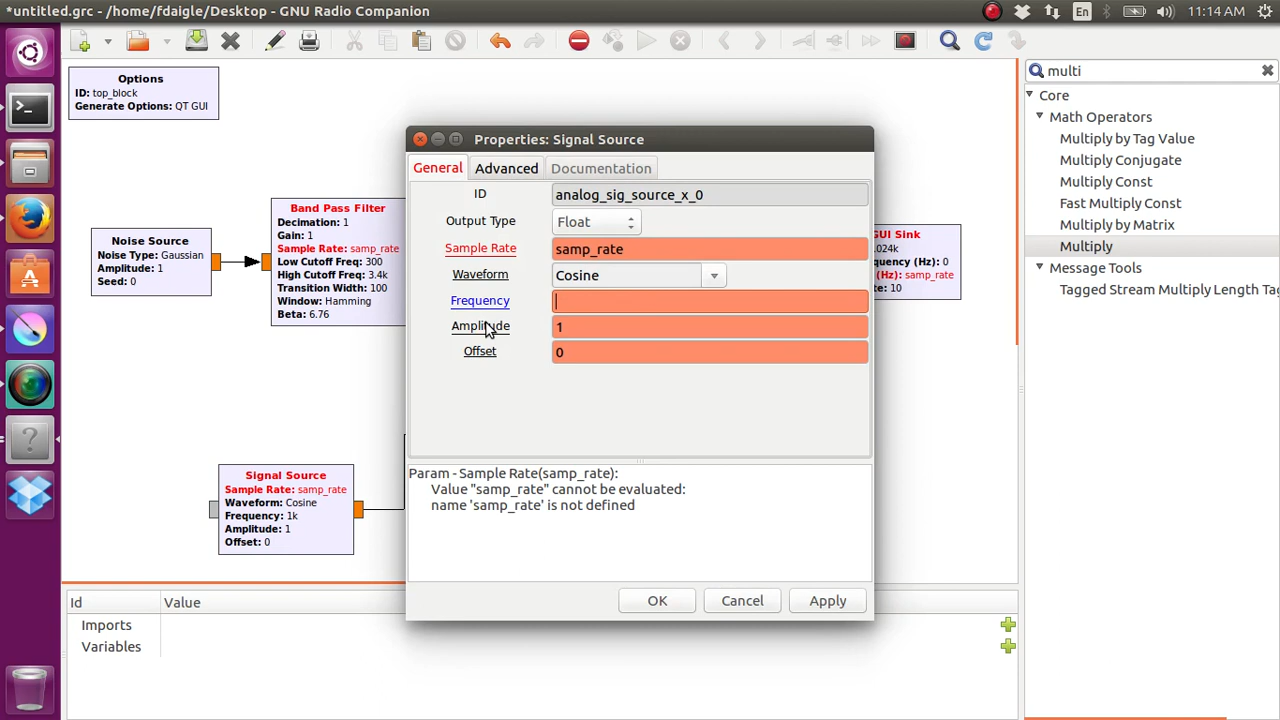 *untitled.grc - /home/fdaigle/Desktop - GNU Radio Companion
En
11:14 AM
Options
ID: top_block
Generate Options: QT GUI
Noise Source
Noise Type: Gaussian
Amplitude: 1
Seed: 0
Band Pass Filter
Decimation: 1
Gain: 1
Sample Rate: samp_rate
Low Cutoff Freq: 300
High Cutoff Freq: 3.4k
Transition Width: 100
Window: Hamming
Beta: 6.76
Signal Source
Sample Rate: samp_rate
Waveform: Cosine
Frequency: 1k
Amplitude: 1
Offset: 0
Properties: Signal Source
General
Advanced
Documentation
ID
analog_sig_source_x_0
Output Type
Float
Sample Rate
samp_rate
Waveform
Cosine
Frequency
Amplitude
1
Offset
0
Param - Sample Rate(samp_rate):
Value "samp_rate" cannot be evaluated:
name 'samp_rate' is not defined
OK
Cancel
Apply
GUI Sink
024k
quency (Hz): 0
(Hz): samp_rate
te: 10
multi
Core
Math Operators
Multiply by Tag Value
Multiply Conjugate
Multiply Const
Fast Multiply Const
Multiply by Matrix
Multiply
Message Tools
Tagged Stream Multiply Length Tag
Id
Value
Imports
Variables